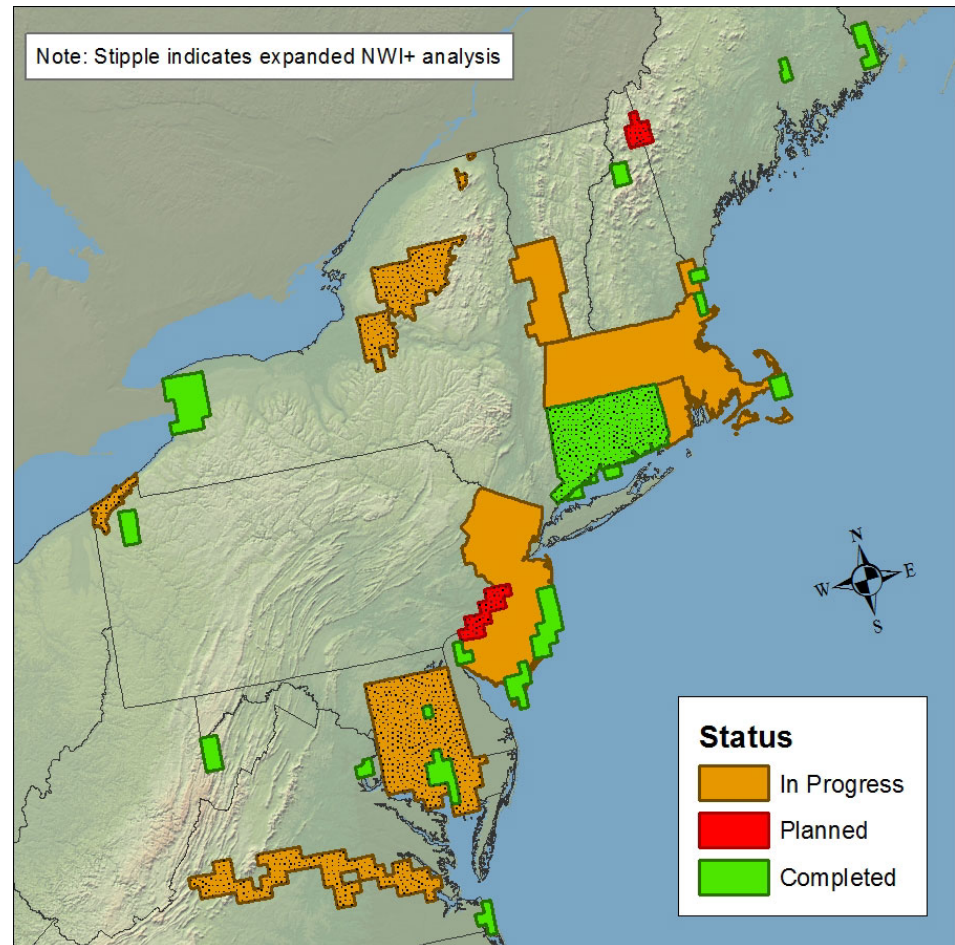 Note: Stipple indicates expanded NWI+ analysis
N
W
E
S
Status
In Progress
Planned
Completed